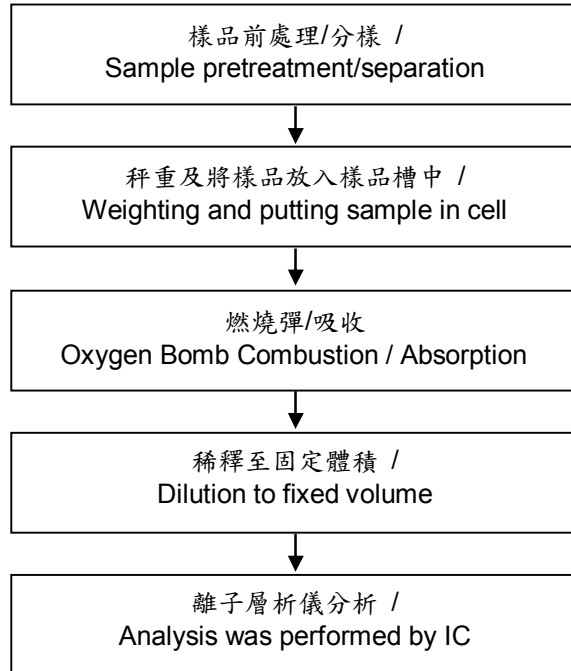 樣品前處理/分樣 /
Sample pretreatment/separation
秤重及將樣品放入樣品槽中 /
Weighting and putting sample in cell
燃燒彈/吸收
Oxygen Bomb Combustion / Absorption
稀釋至固定體積 /
Dilution to fixed volume
離子層析儀分析 /
Analysis was performed by IC